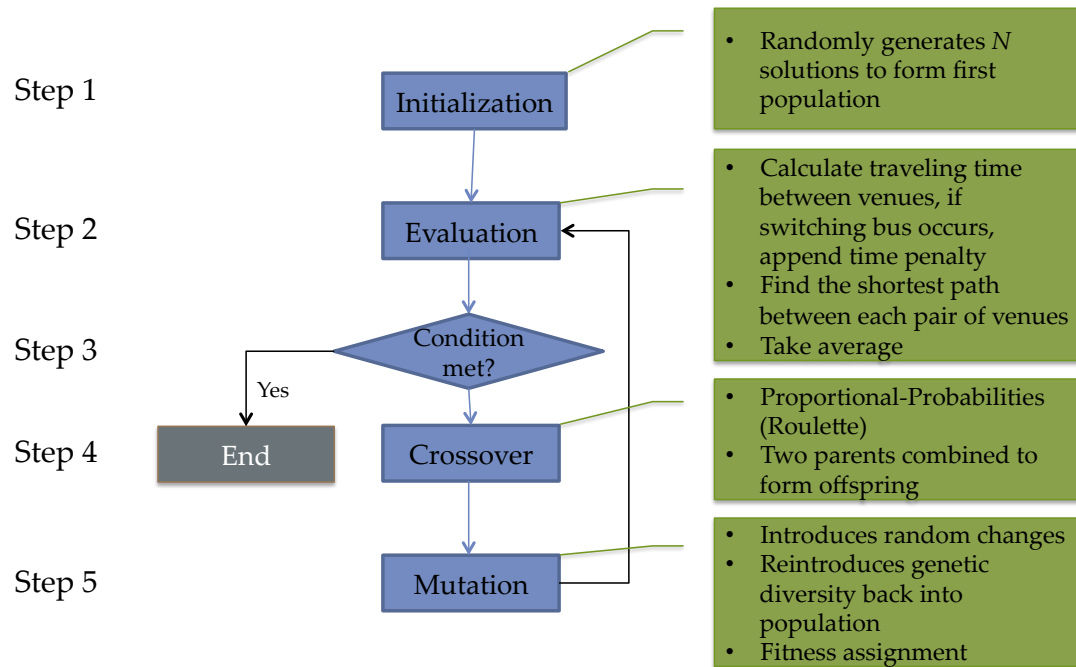 Step 1
Initialization
• Randomly generates N
solutions to form first
population
Step 2
Evaluation
• Calculate traveling time
between venues, if
switching bus occurs,
append time penalty
• Find the shortest path
between each pair of venues
• Take average
Step 3
Condition
met?
Yes
End
Step 4
Crossover
• Proportional-Probabilities
(Roulette)
• Two parents combined to
form offspring
Step 5
Mutation
• Introduces random changes
• Reintroduces genetic
diversity back into
population
• Fitness assignment